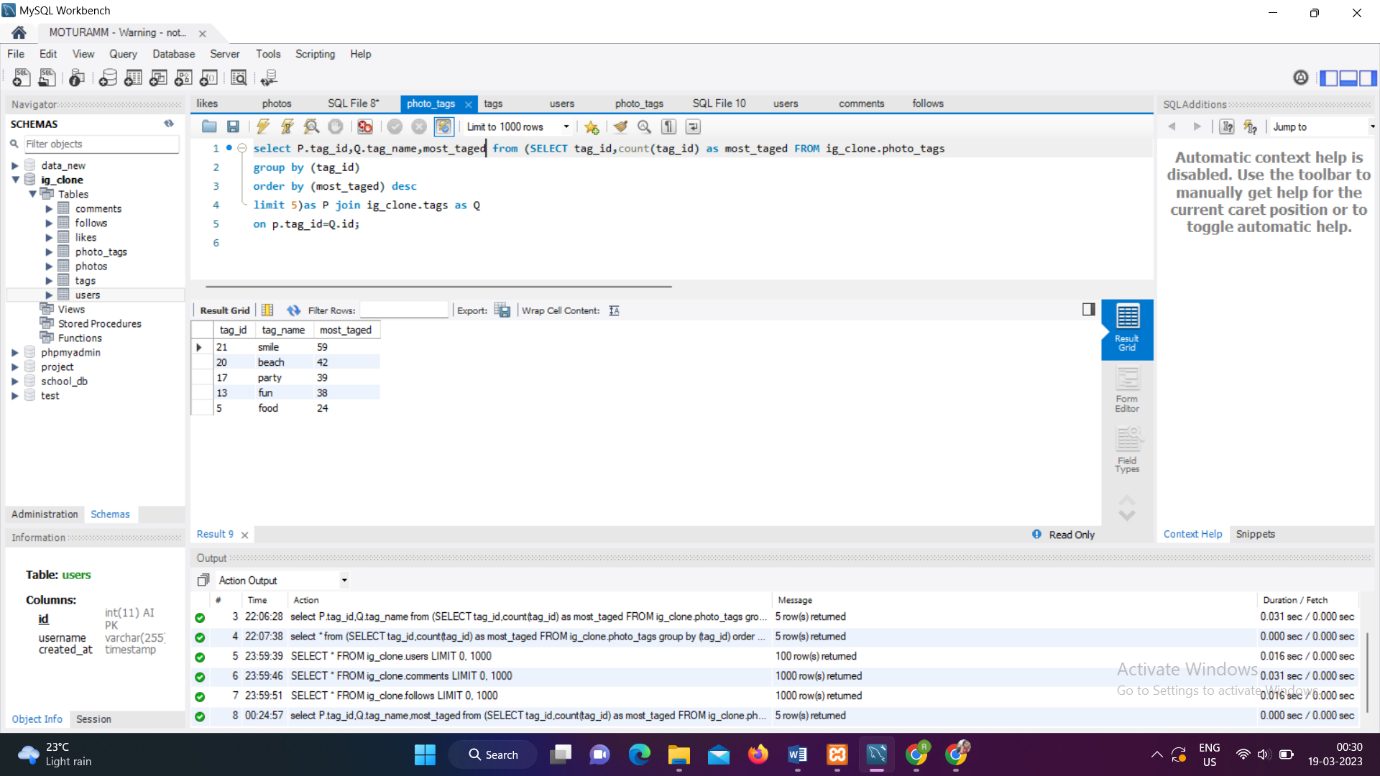 MySQL Workbench
MOTURAMM - Warning - not...
File Edit View Query Database Server Tools Scripting Help
Navigator
SCHEMAS
Filter objects
data_new
ig_clone
Tables
comments
follows
likes
photo_tags
photos
tags
users
Views
Stored Procedures
Functions
phpmyadmin
project
school_db
test
Administration Schemas
Information
Table: users
Columns:
id int(11) AI PK
username varchar(255)
created_at timestamp
Object Info Session
likes photos SQL File 8* photo_tags tags users photo_tags SQL File 10 users comments follows
Limit to 1000 rows
1 select P.tag_id,Q.tag_name,most_taged from (SELECT tag_id,count(tag_id) as most_taged FROM ig_clone.photo_tags
2 group by (tag_id)
3 order by (most_taged) desc
4 limit 5)as P join ig_clone.tags as Q
5 on p.tag_id=Q.id;
6
Result Grid Filter Rows: Export: Wrap Cell Content:
tag_id tag_name most_taged
21 smile 59
20 beach 42
17 party 39
13 fun 38
5 food 24
Result Grid
Form Editor
Field Types
Result 9
Read Only
SQLAdditions
Jump to
Automatic context help is
disabled. Use the toolbar to
manually get help for the
current caret position or to
toggle automatic help.
Context Help Snippets
Output
Action Output
# Time Action Message Duration / Fetch
3 22:06:28 select P.tag_id,Q.tag_name from (SELECT tag_id,count(tag_id) as most_taged FROM ig_clone.photo_tags gro... 5 row(s) returned 0.031 sec / 0.000 sec
4 22:07:38 select * from (SELECT tag_id,count(tag_id) as most_taged FROM ig_clone.photo_tags group by (tag_id) order ... 5 row(s) returned 0.000 sec / 0.000 sec
5 23:59:39 SELECT * FROM ig_clone.users LIMIT 0, 1000 100 row(s) returned 0.016 sec / 0.000 sec
6 23:59:46 SELECT * FROM ig_clone.comments LIMIT 0, 1000 1000 row(s) returned 0.031 sec / 0.000 sec
7 23:59:51 SELECT * FROM ig_clone.follows LIMIT 0, 1000 1000 row(s) returned 0.016 sec / 0.000 sec
8 00:24:57 select P.tag_id,Q.tag_name,most_taged from (SELECT tag_id,count(tag_id) as most_taged FROM ig_clone.ph... 5 row(s) returned 0.000 sec / 0.000 sec
Activate Windows
Go to Settings to activate Windows.
23°C
Light rain
Search
ENG
US
00:30
19-03-2023